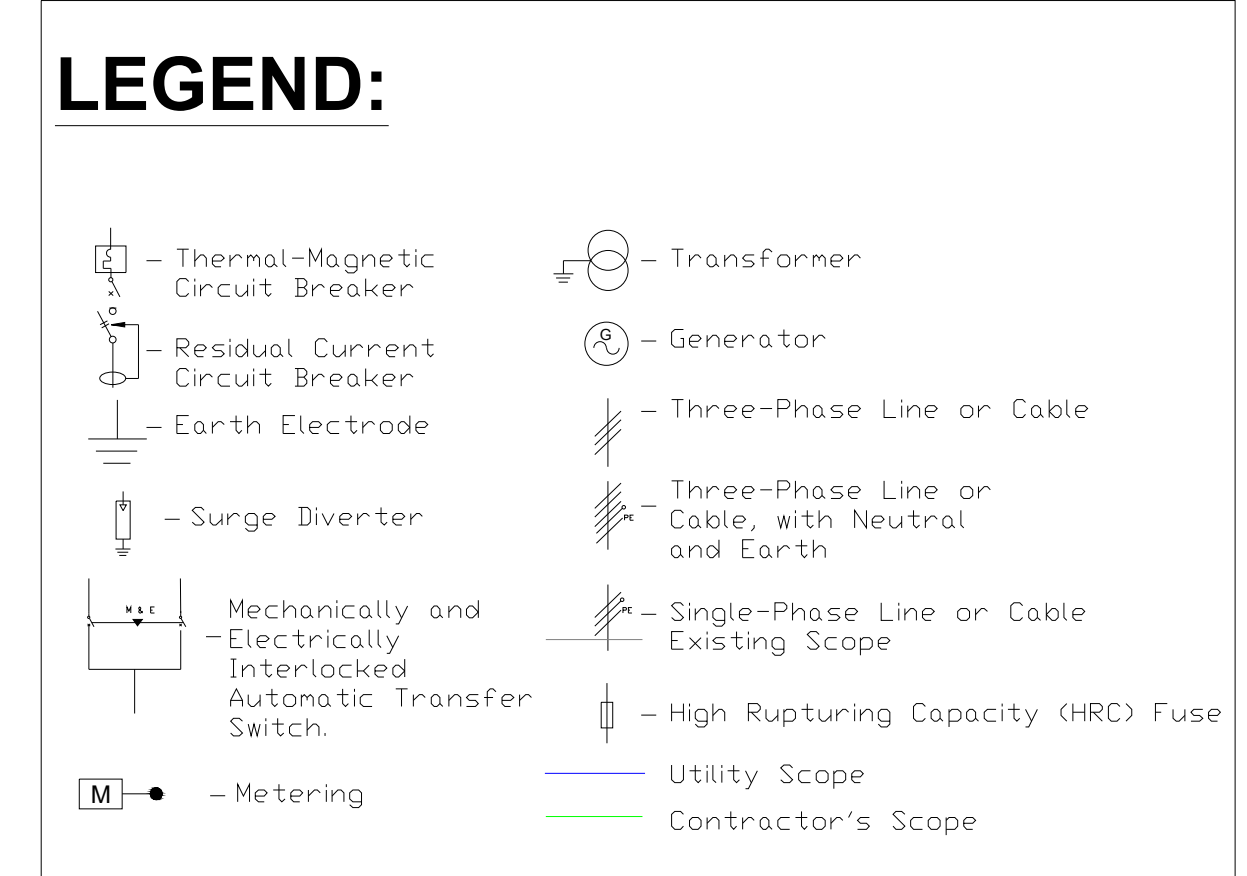 LEGEND:
Thermal-Magnetic
Circuit Breaker
Residual Current
Circuit Breaker
Earth Electrode
Surge Diverter
M & E
Mechanically and
Electrically
Interlocked
Automatic Transfer
Switch.
M
Metering
Transformer
G
Generator
Three-Phase Line or Cable
PE
Three-Phase Line or
Cable, with Neutral
and Earth
PE
Single-Phase Line or Cable
Existing Scope
High Rupturing Capacity (HRC) Fuse
Utility Scope
Contractor's Scope